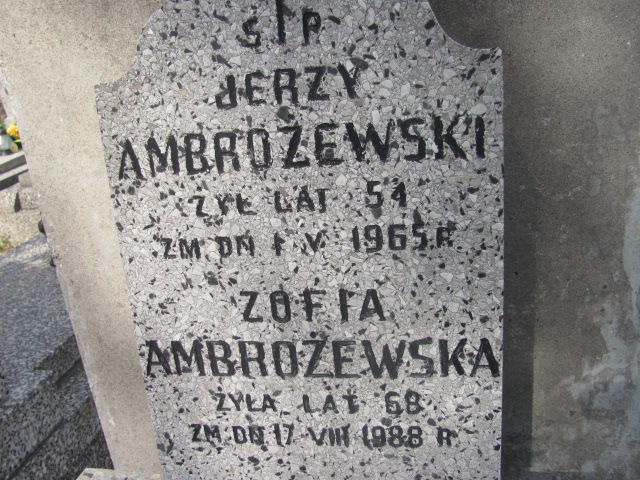 Ś P
JERZY
AMBROŻEWSKI
ŻYŁ LAT 54
ZM DN 1 V 1965 R.
ZOFIA
AMBROŻEWSKA
ŻYŁA LAT 68
ZM DN 17 VIII 1988 R